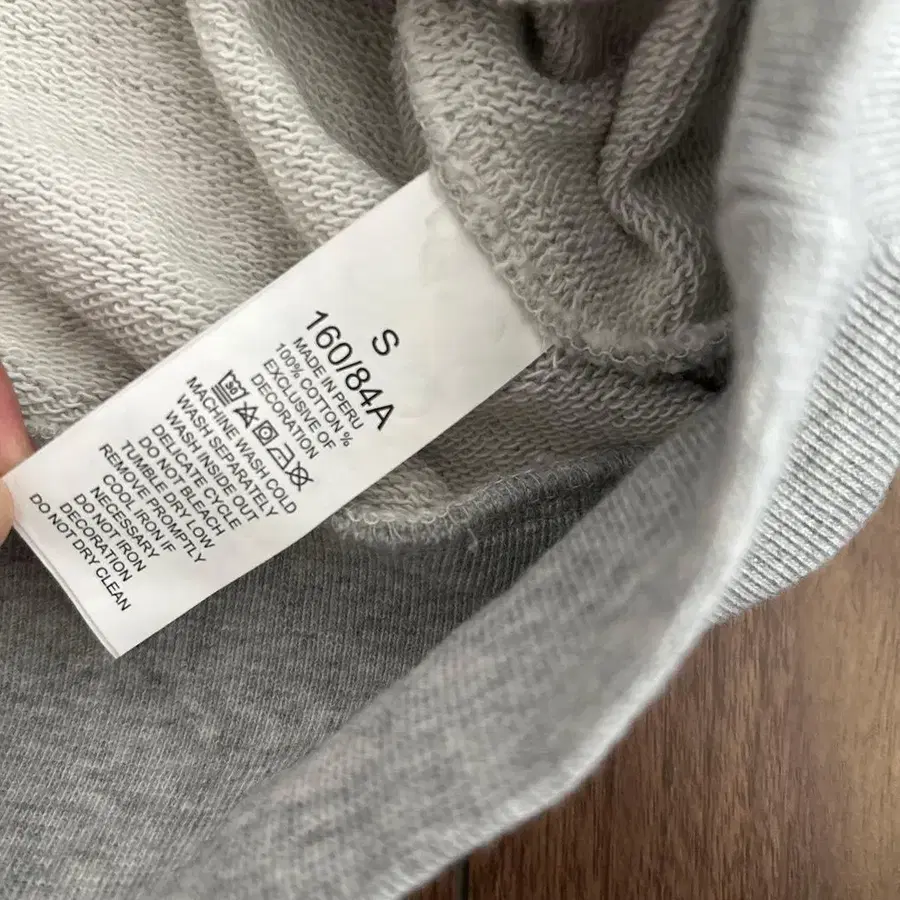 S
160/84A
MADE IN PERU
100% COTTON %
EXCLUSIVE OF
DECORATION
30
MACHINE WASH COLD
WASH SEPARATELY
WASH INSIDE OUT
DELICATE CYCLE
DO NOT BLEACH
TUMBLE DRY LOW
REMOVE PROMPTLY
COOL IRON IF
NECESSARY
DO NOT IRON
DECORATION
DO NOT DRY CLEAN